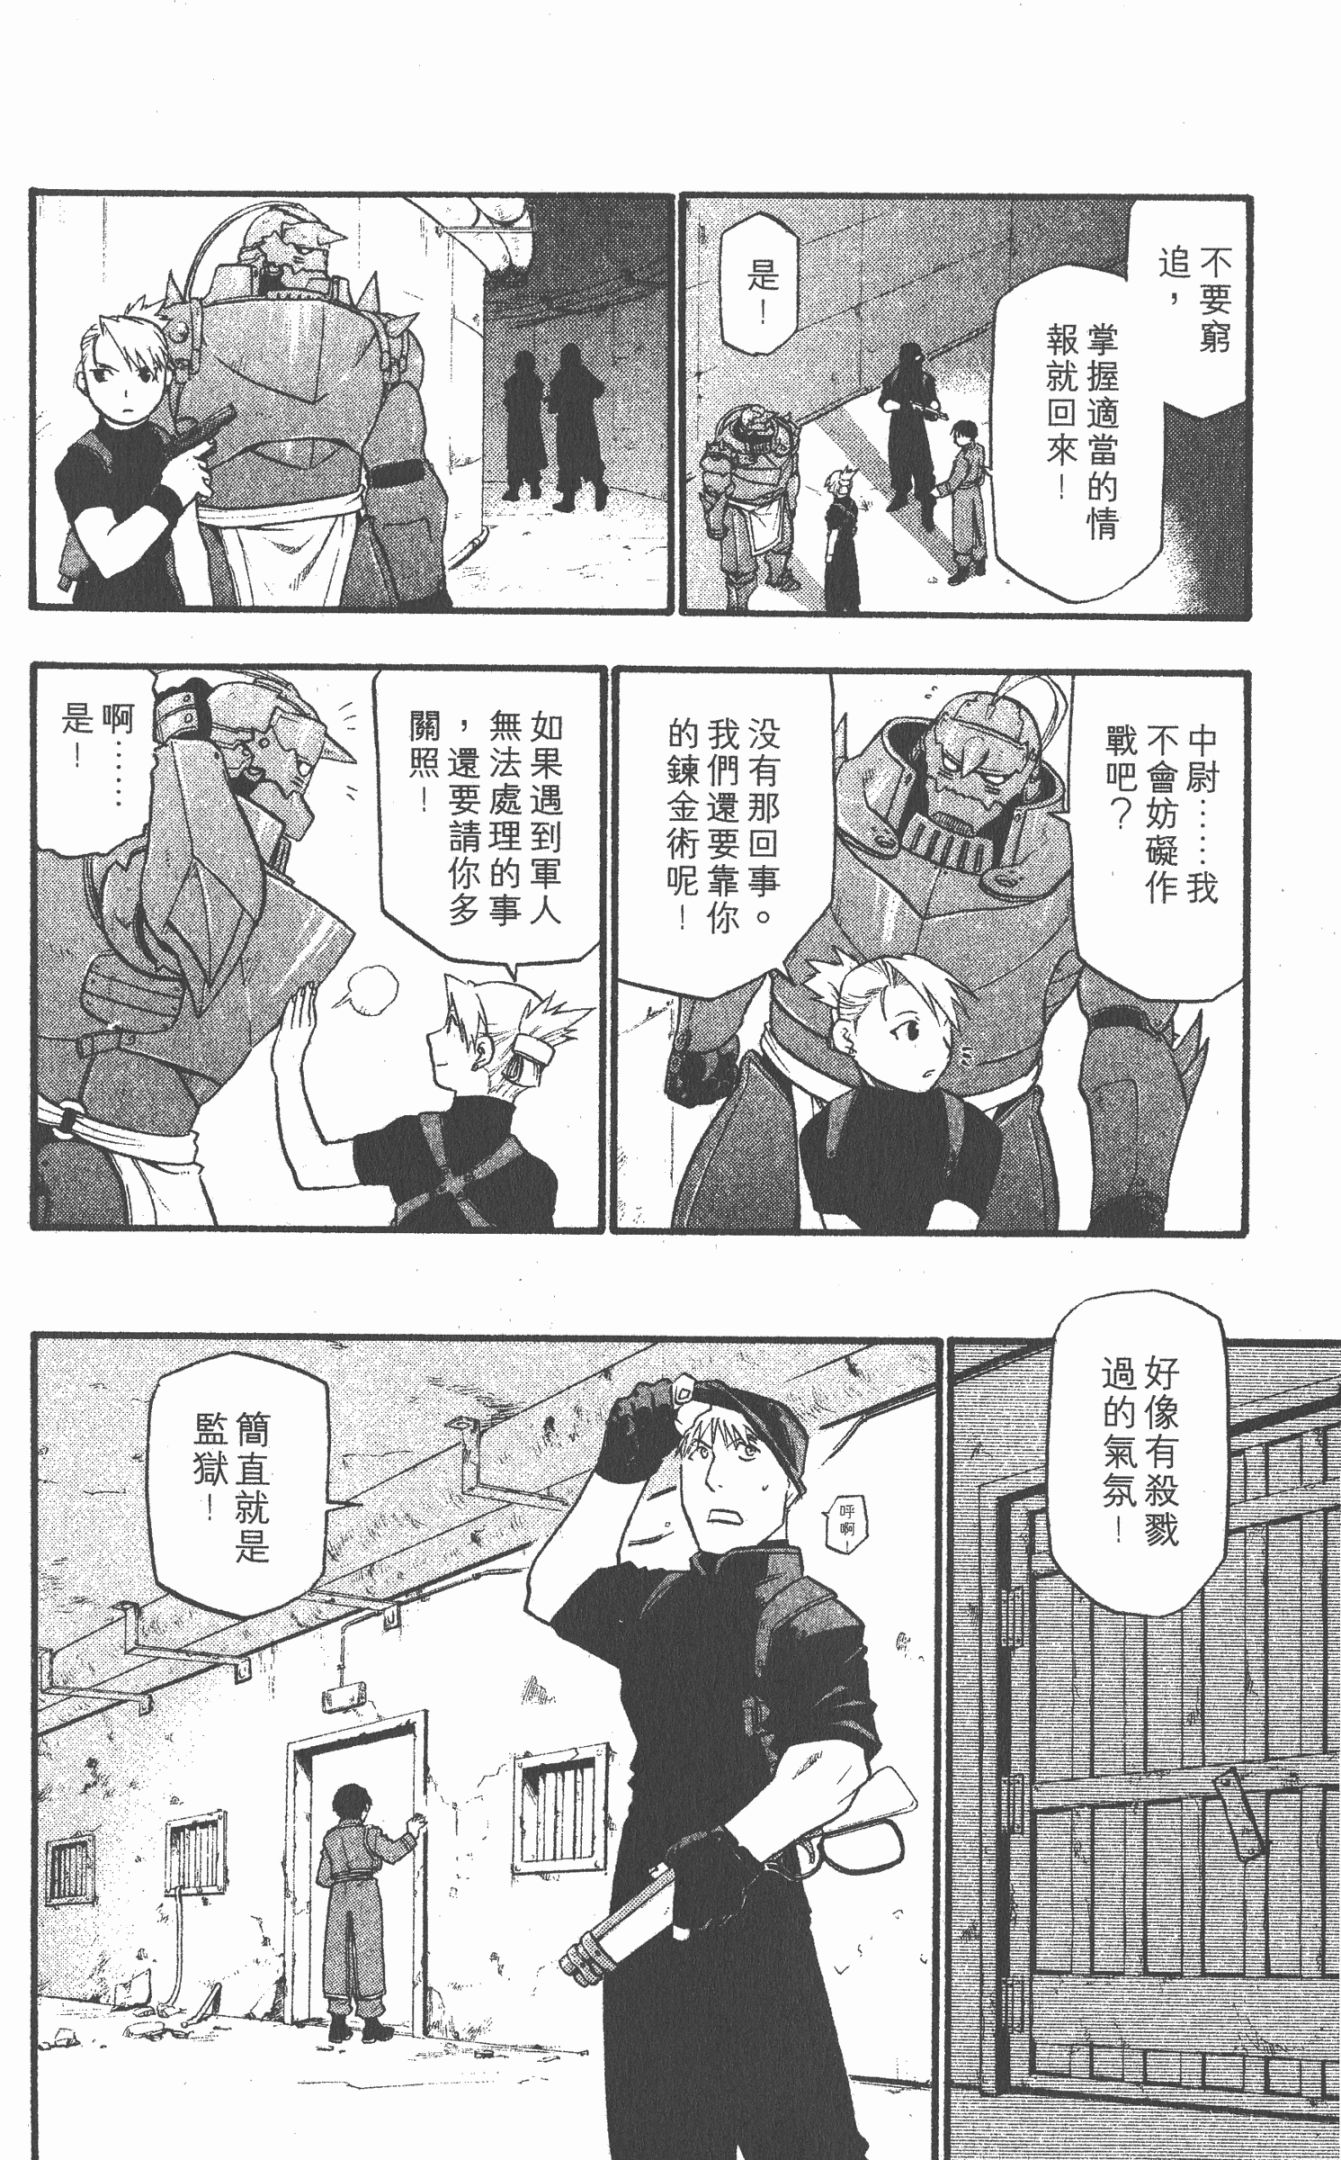 不要窮
追，
掌握適當的情
報就回來！
是！
中尉……我
不會妨礙作
戰吧？
没有那回事。
我們還要靠你
的鍊金術呢！
如果遇到軍人
無法處理的事
，還要請你多
關照！
啊……
是！
好像有殺戮
過的氣氛！
呼
啊！
簡直就是
監獄！